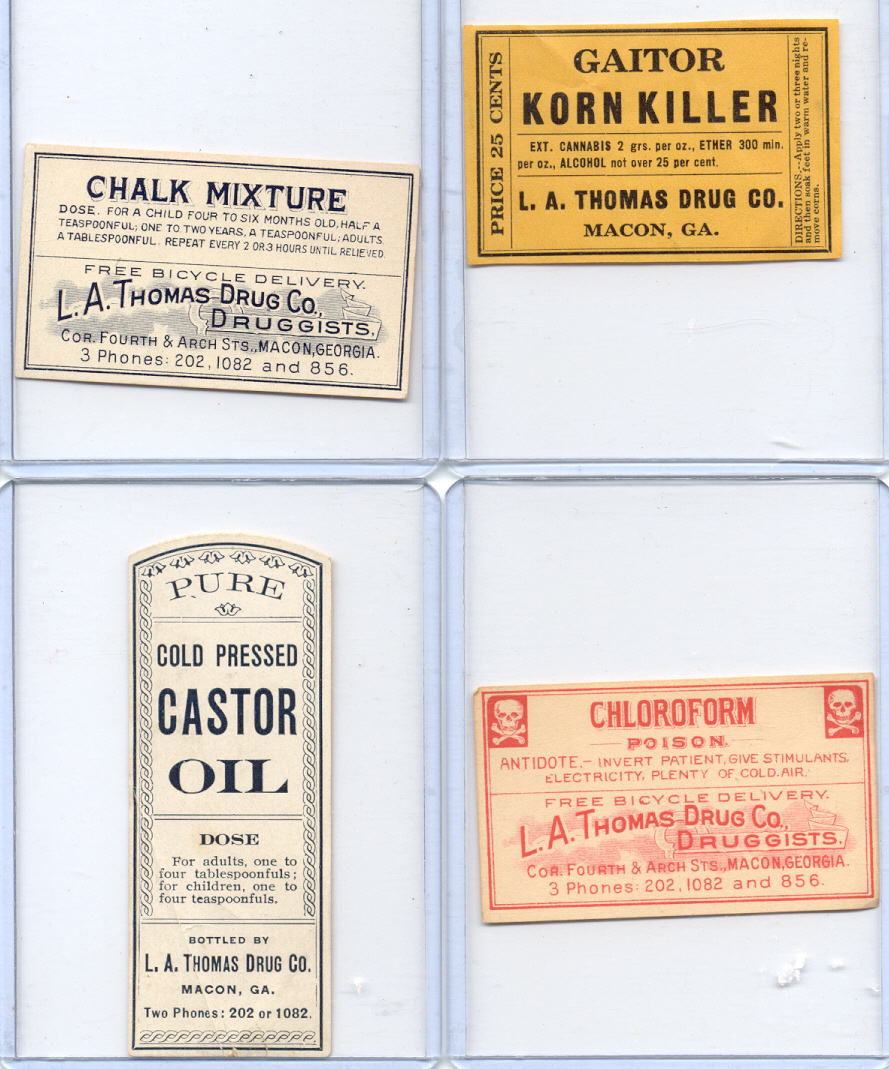 CHALK MIXTURE
DOSE. FOR A CHILD FOUR TO SIX MONTHS OLD, HALF A
TEASPOONFUL; ONE TO TWO YEARS, A TEASPOONFUL; ADULTS
A TABLESPOONFUL. REPEAT EVERY 2 OR 3 HOURS UNTIL RELIEVED.
FREE BICYCLE DELIVERY.
L. A. THOMAS DRUG CO.,
DRUGGISTS,
COR. FOURTH & ARCH STS., MACON, GEORGIA.
3 Phones: 202, 1082 and 856.
PRICE 25 CENTS
GAITOR
KORN KILLER
EXT. CANNABIS 2 grs. per oz., ETHER 300 min.
per oz., ALCOHOL not over 25 per cent.
L. A. THOMAS DRUG CO.
MACON, GA.
DIRECTIONS.—Apply two or three nights
and then soak feet in warm water and re-
move corns.
PURE
COLD PRESSED
CASTOR
OIL
DOSE
For adults, one to
four tablespoonfuls;
for children, one to
four teaspoonfuls.
BOTTLED BY
L. A. THOMAS DRUG CO.
MACON, GA.
Two Phones: 202 or 1082.
CHLOROFORM
POISON.
ANTIDOTE.— INVERT PATIENT, GIVE STIMULANTS,
ELECTRICITY, PLENTY OF COLD AIR.
FREE BICYCLE DELIVERY.
L. A. THOMAS DRUG CO.,
DRUGGISTS,
COR. FOURTH & ARCH STS., MACON, GEORGIA.
3 Phones: 202, 1082 and 856.